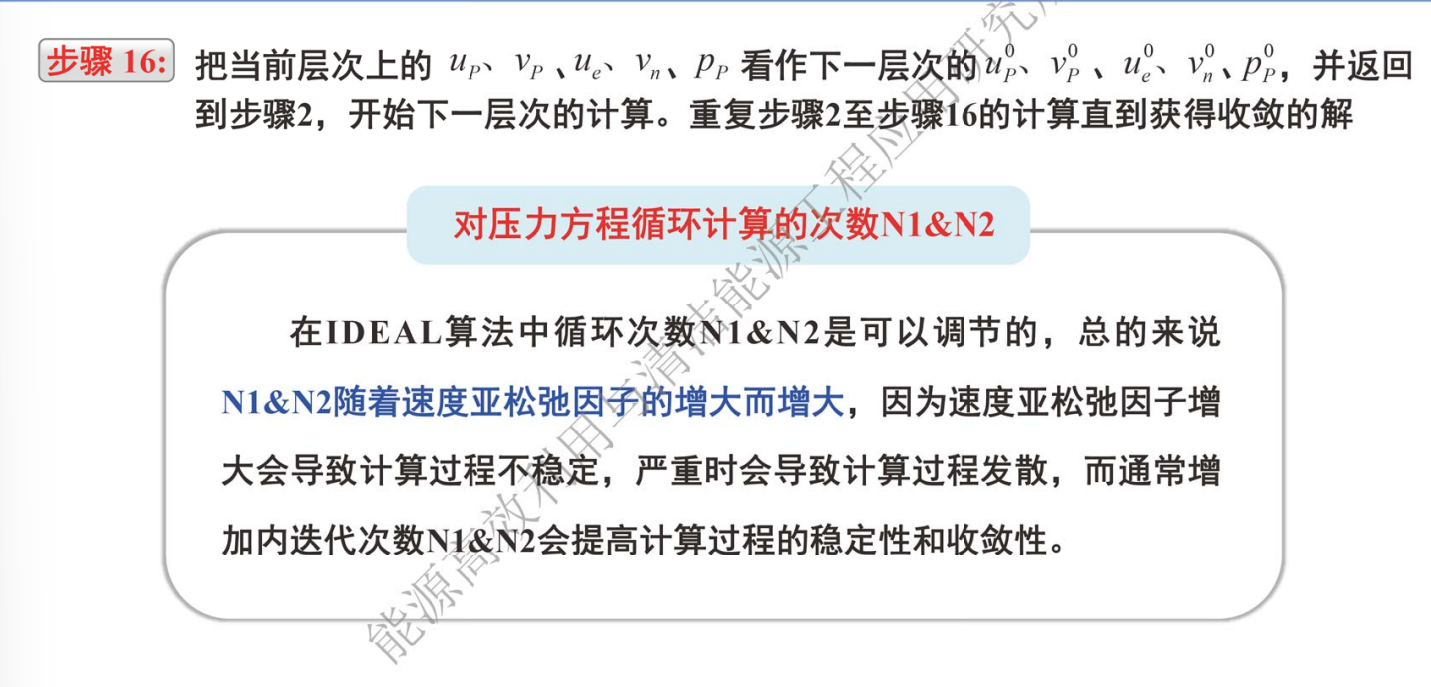 步骤 16: 把当前层次上的 u_P、v_P、u_e、v_n、p_P 看作下一层次的 u_P^0、v_P^0、u_e^0、v_n^0、p_P^0，并返回
到步骤2，开始下一层次的计算。重复步骤2至步骤16的计算直到获得收敛的解
对压力方程循环计算的次数N1&N2
在IDEAL算法中循环次数N1&N2是可以调节的，总的来说
N1&N2随着速度亚松弛因子的增大而增大，因为速度亚松弛因子增
大会导致计算过程不稳定，严重时会导致计算过程发散，而通常增
加内迭代次数N1&N2会提高计算过程的稳定性和收敛性。
能源高效利用与清洁能源工程应用研究